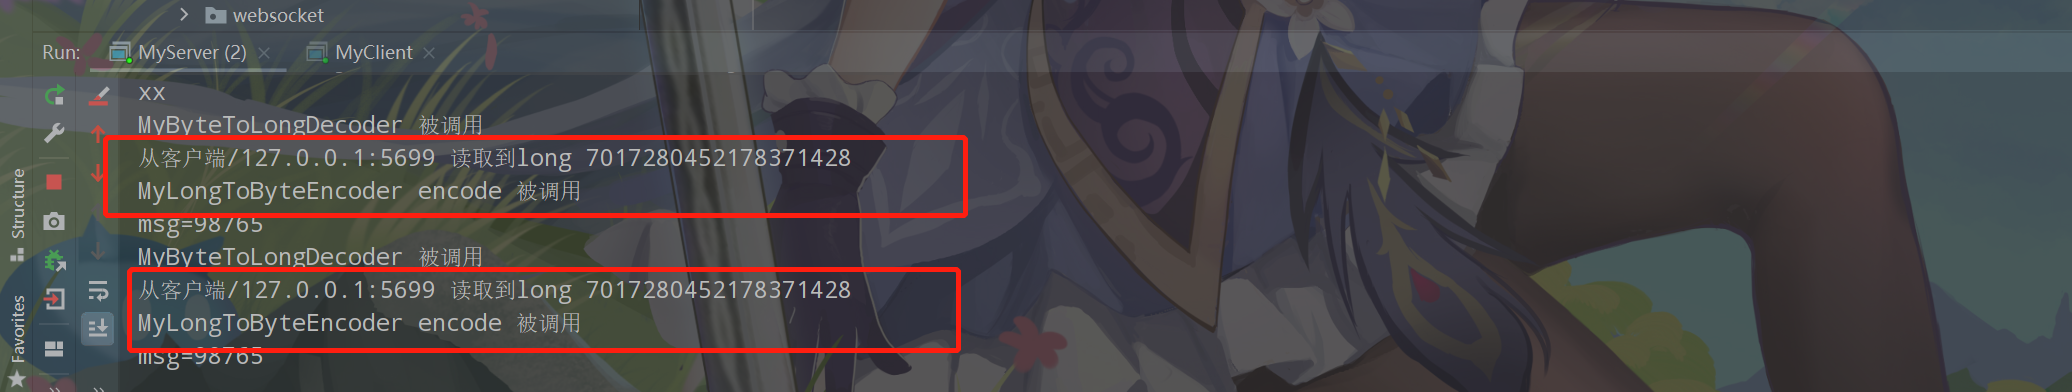 websocket
Run: MyServer (2) × MyClient ×
xx
MyByteToLongDecoder 被调用
从客户端/127.0.0.1:5699 读取到long 7017280452178371428
MyLongToByteEncoder encode 被调用
msg=98765
MyByteToLongDecoder 被调用
从客户端/127.0.0.1:5699 读取到long 7017280452178371428
MyLongToByteEncoder encode 被调用
msg=98765
Structure
Favorites